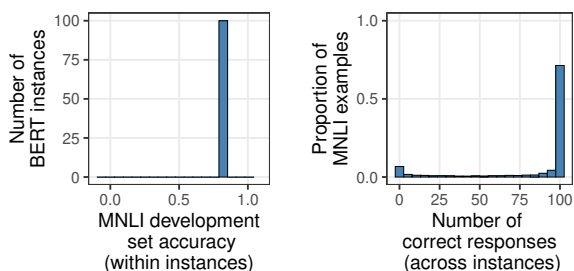 Number of
BERT instances
100
75
50
25
0
0.0 0.5 1.0
MNLI development
set accuracy
(within instances)
Proportion of
MNLI examples
1.0
0.5
0.0
0 25 50 75 100
Number of
correct responses
(across instances)